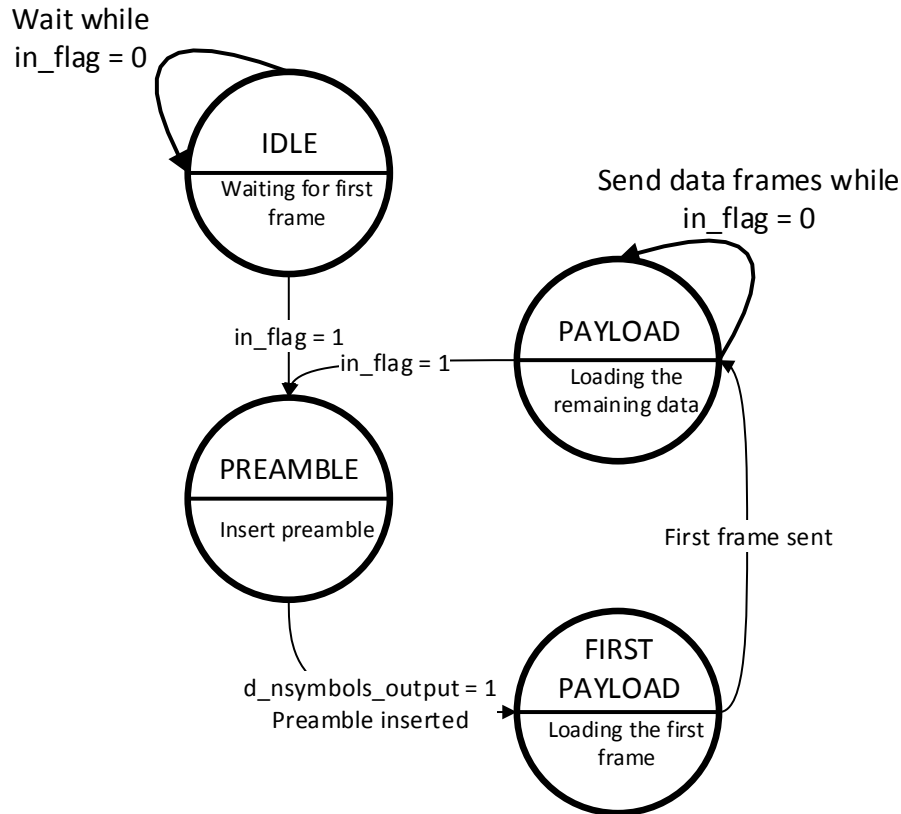 Wait while
in_flag = 0
IDLE
Waiting for first
frame
Send data frames while
in_flag = 0
in_flag = 1
PAYLOAD
Loading the
remaining data
in_flag = 1
PREAMBLE
Insert preamble
First frame sent
d_nsymbols_output = 1
Preamble inserted
FIRST
PAYLOAD
Loading the first
frame